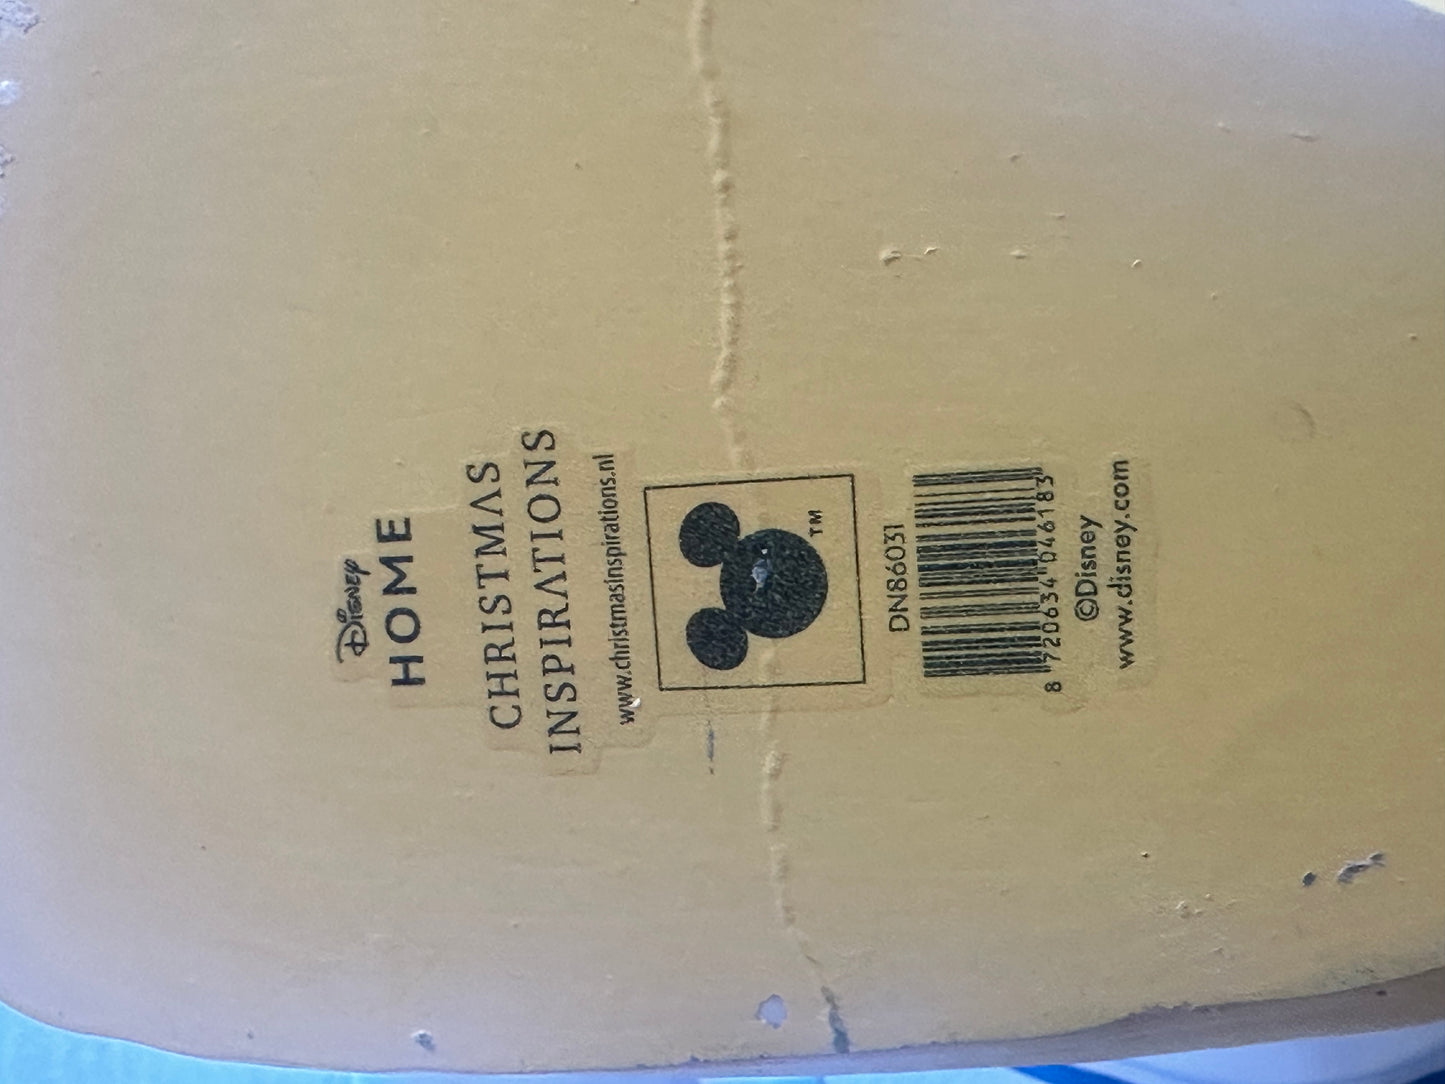 Disney
HOME
CHRISTMAS
INSPIRATIONS
www.christmasinspirations.nl
TM
DN86031
8 720634 046183
©Disney
www.disney.com